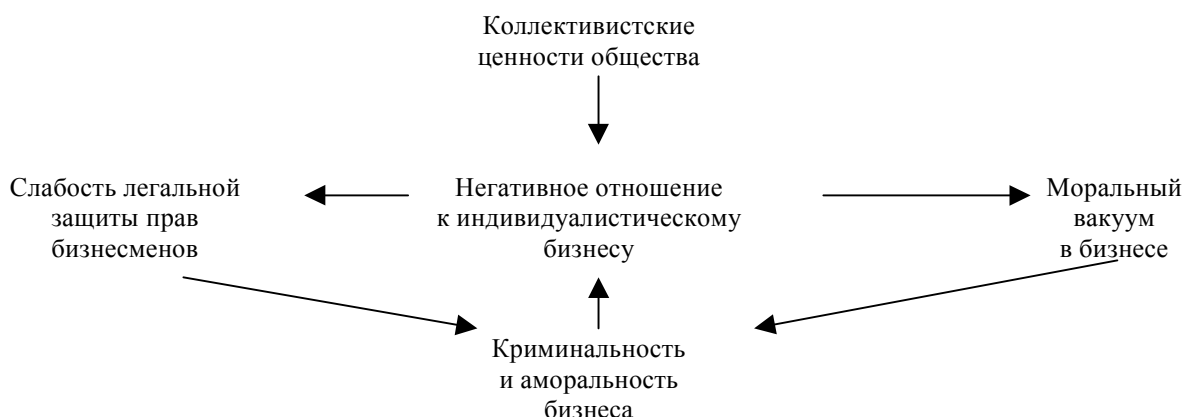 Коллективистские
ценности общества
Слабость легальной
защиты прав
бизнесменов
Негативное отношение
к индивидуалистическому
бизнесу
Моральный
вакуум
в бизнесе
Криминальность
и аморальность
бизнеса